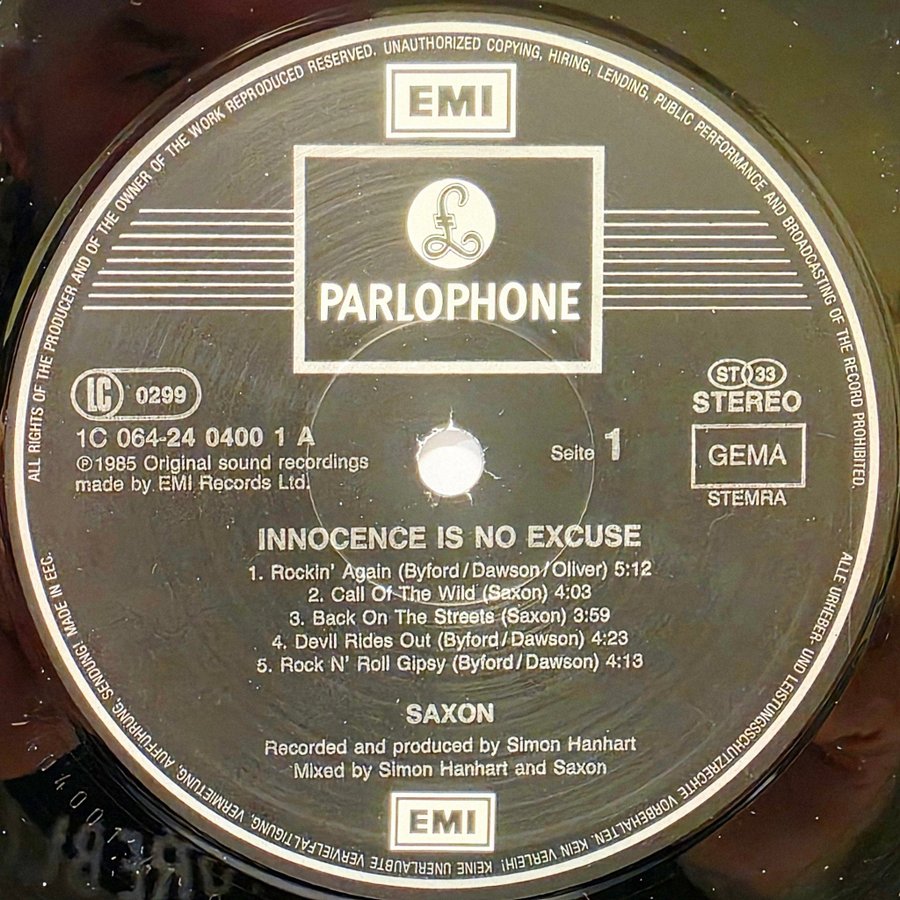 ALL RIGHTS OF THE PRODUCER AND OF THE OWNER OF THE WORK REPRODUCED RESERVED. UNAUTHORIZED COPYING, HIRING, LENDING, PUBLIC PERFORMANCE AND BROADCASTING OF THE RECORD PROHIBITED.
EMI
£
PARLOPHONE
LC 0299
ST 33
STEREO
1C 064-24 0400 1 A
℗1985 Original sound recordings
made by EMI Records Ltd.
Seite 1
GEMA
STEMRA
INNOCENCE IS NO EXCUSE
1. Rockin' Again (Byford/Dawson/Oliver) 5:12
2. Call Of The Wild (Saxon) 4:03
3. Back On The Streets (Saxon) 3:59
4. Devil Rides Out (Byford/Dawson) 4:23
5. Rock N' Roll Gipsy (Byford/Dawson) 4:13
SAXON
Recorded and produced by Simon Hanhart
Mixed by Simon Hanhart and Saxon
EMI
ALLE URHEBER- UND LEISTUNGSSCHUTZRECHTE VORBEHALTEN. KEIN VERLEIH! KEINE UNERLAUBTE VERVIELFÄLTIGUNG, VERMIETUNG, AUFFÜHRUNG, SENDUNG! MADE IN EEC.